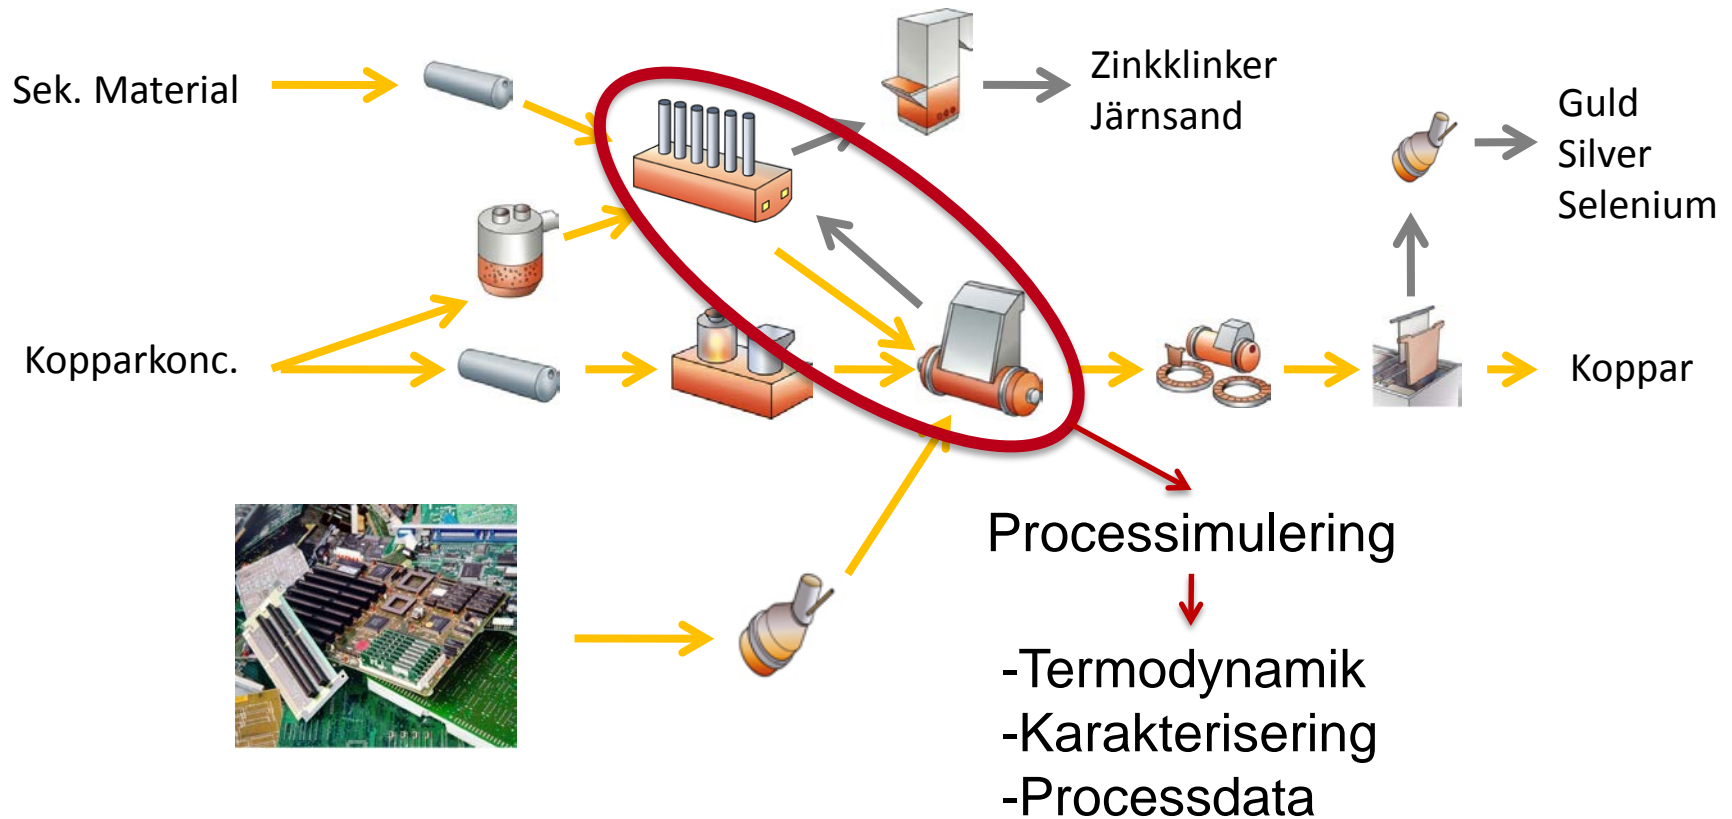 Sek. Material
Zinkklinker
Järnsand
Guld
Silver
Selenium
Kopparkonc.
Koppar
Processimulering
-Termodynamik
-Karakterisering
-Processdata